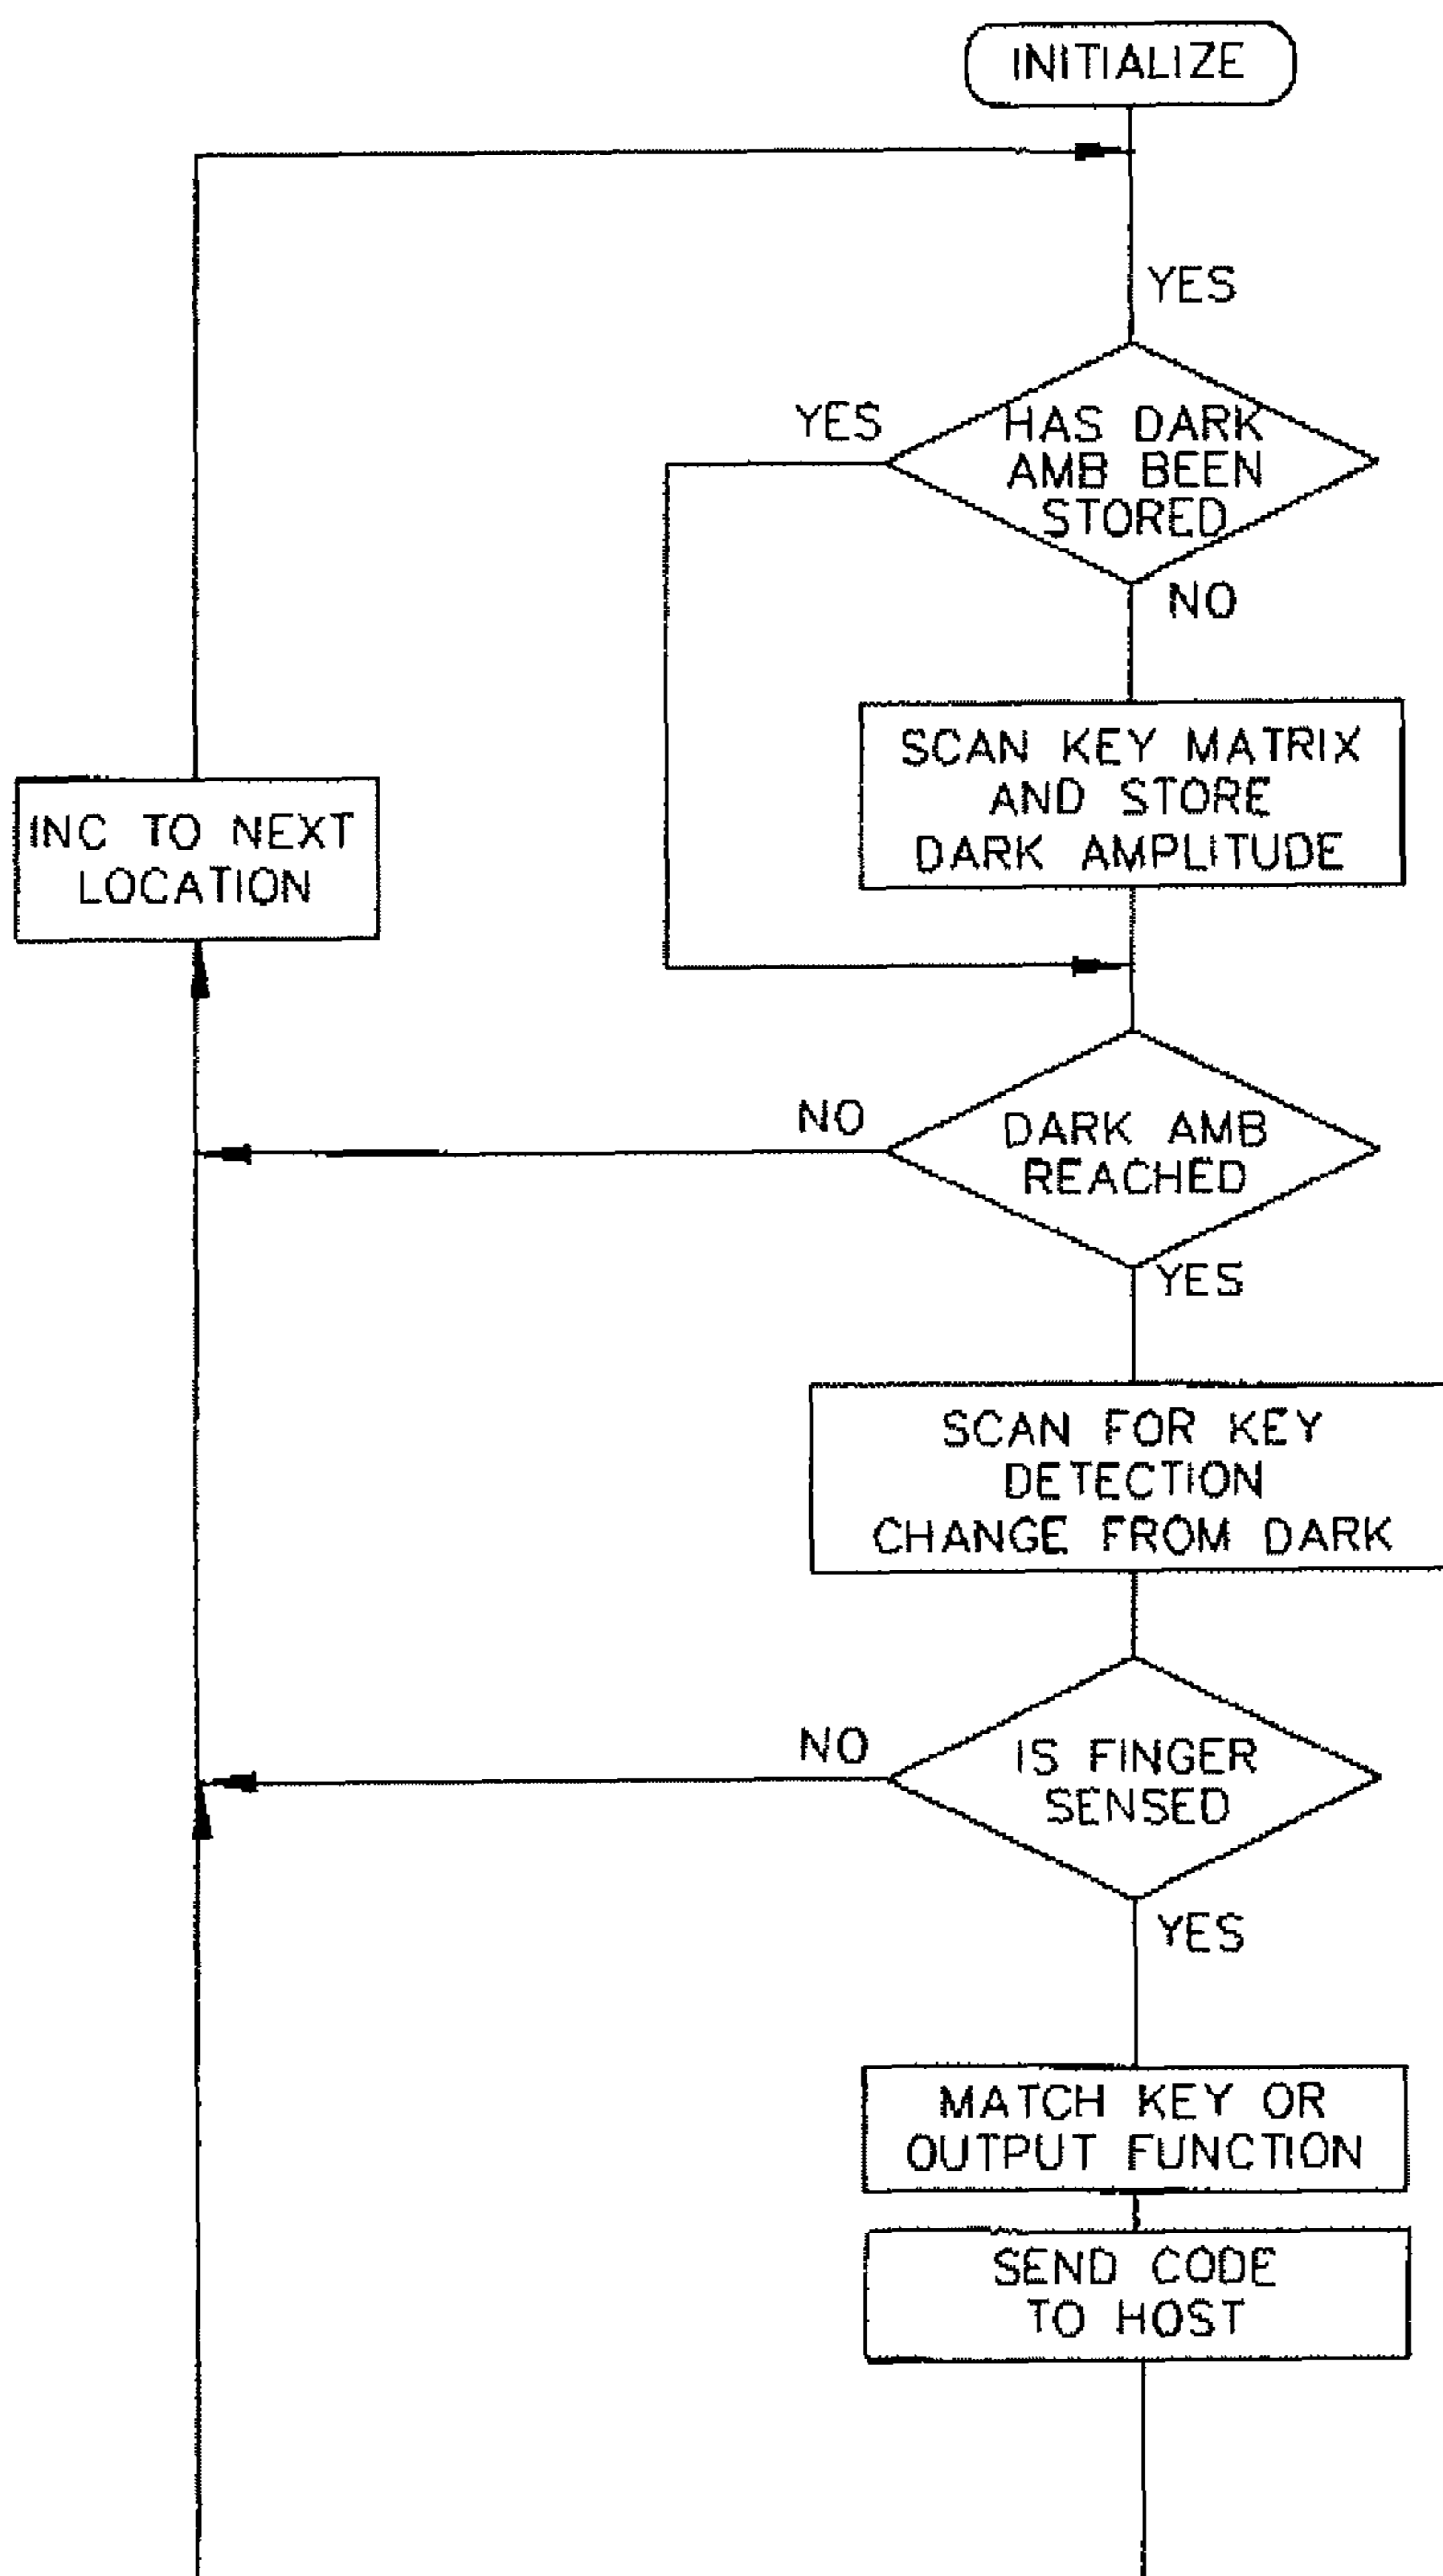 INITIALIZE
YES
YES
HAS DARK
AMB BEEN
STORED
NO
SCAN KEY MATRIX
AND STORE
DARK AMPLITUDE
INC TO NEXT
LOCATION
NO
DARK AMB
REACHED
YES
SCAN FOR KEY
DETECTION
CHANGE FROM DARK
NO
IS FINGER
SENSED
YES
MATCH KEY OR
OUTPUT FUNCTION
SEND CODE
TO HOST